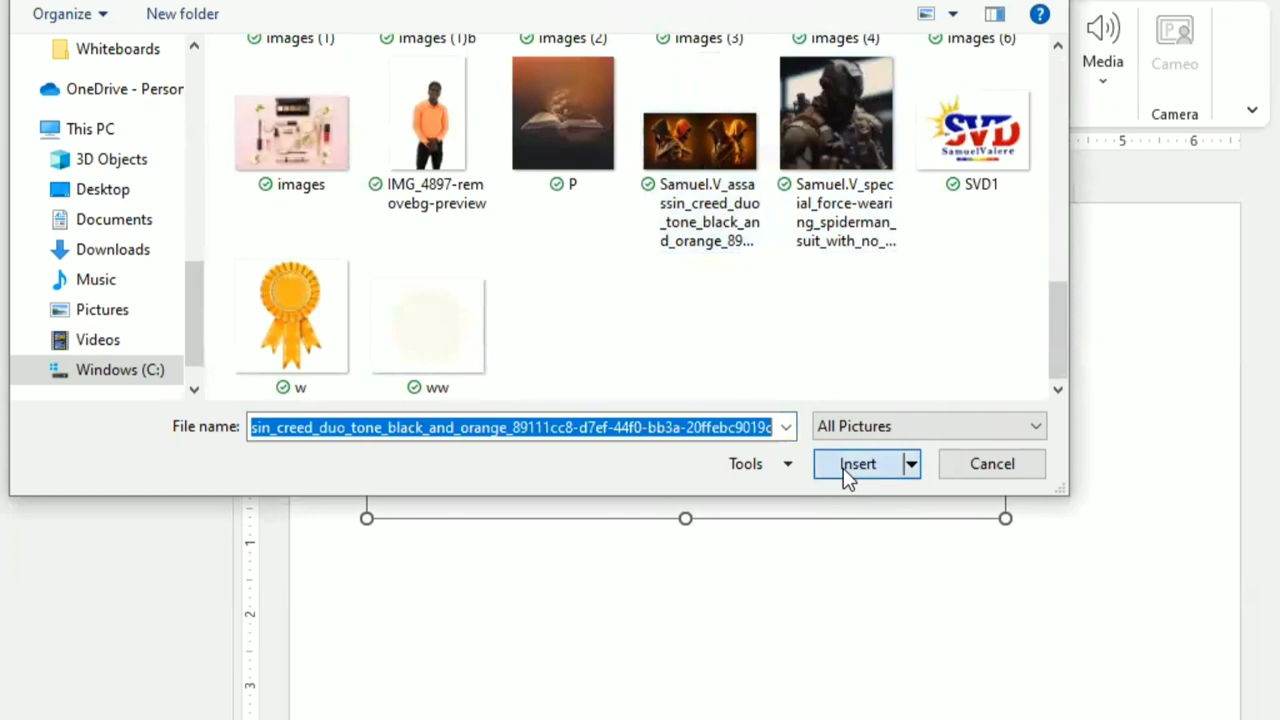 Organize
New folder
Media
Cameo
Camera
5
6
Whiteboards
OneDrive - Person
This PC
3D Objects
Desktop
Documents
Downloads
Music
Pictures
Videos
Windows (C:)
images (1)
images (1)b
images (2)
images (3)
images (4)
images (6)
SVD
SamuelValere
images
IMG_4897-rem
ovebg-preview
P
Samuel.V_assa
ssin_creed_duo
_tone_black_an
d_orange_89...
Samuel.V_spec
ial_force-weari
ng_spiderman_
suit_with_no_...
SVD1
w
ww
File name:
sin_creed_duo_tone_black_and_orange_89111cc8-d7ef-44f0-bb3a-20ffebc9019c
All Pictures
Tools
Insert
Cancel
1
2
3